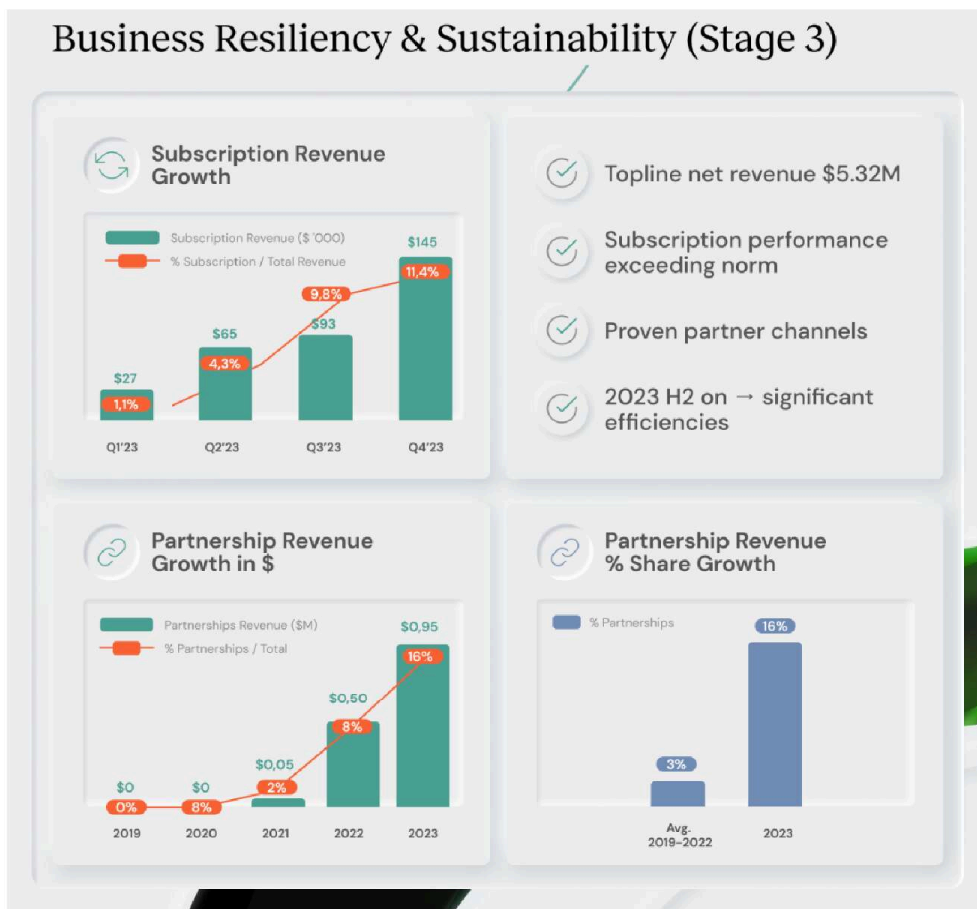 Business Resiliency & Sustainability (Stage 3)
Subscription Revenue
Growth
Subscription Revenue ($ '000)
% Subscription / Total Revenue
$27
1,1%
$65
4,3%
9,8%
$93
$145
11,4%
Q1'23
Q2'23
Q3'23
Q4'23
Topline net revenue $5.32M
Subscription performance
exceeding norm
Proven partner channels
2023 H2 on → significant
efficiencies
Partnership Revenue
Growth in $
Partnerships Revenue ($M)
% Partnerships / Total
$0
0%
$0
8%
$0,05
2%
$0,50
8%
$0,95
16%
2019
2020
2021
2022
2023
Partnership Revenue
% Share Growth
% Partnerships
3%
16%
Avg.
2019–2022
2023